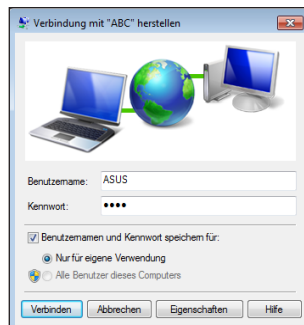 Verbindung mit "ABC" herstellen
Benutzername: ASUS
Kennwort: ••••
Benutzernamen und Kennwort speichern für:
Nur für eigene Verwendung
Alle Benutzer dieses Computers
Verbinden Abbrechen Eigenschaften Hilfe